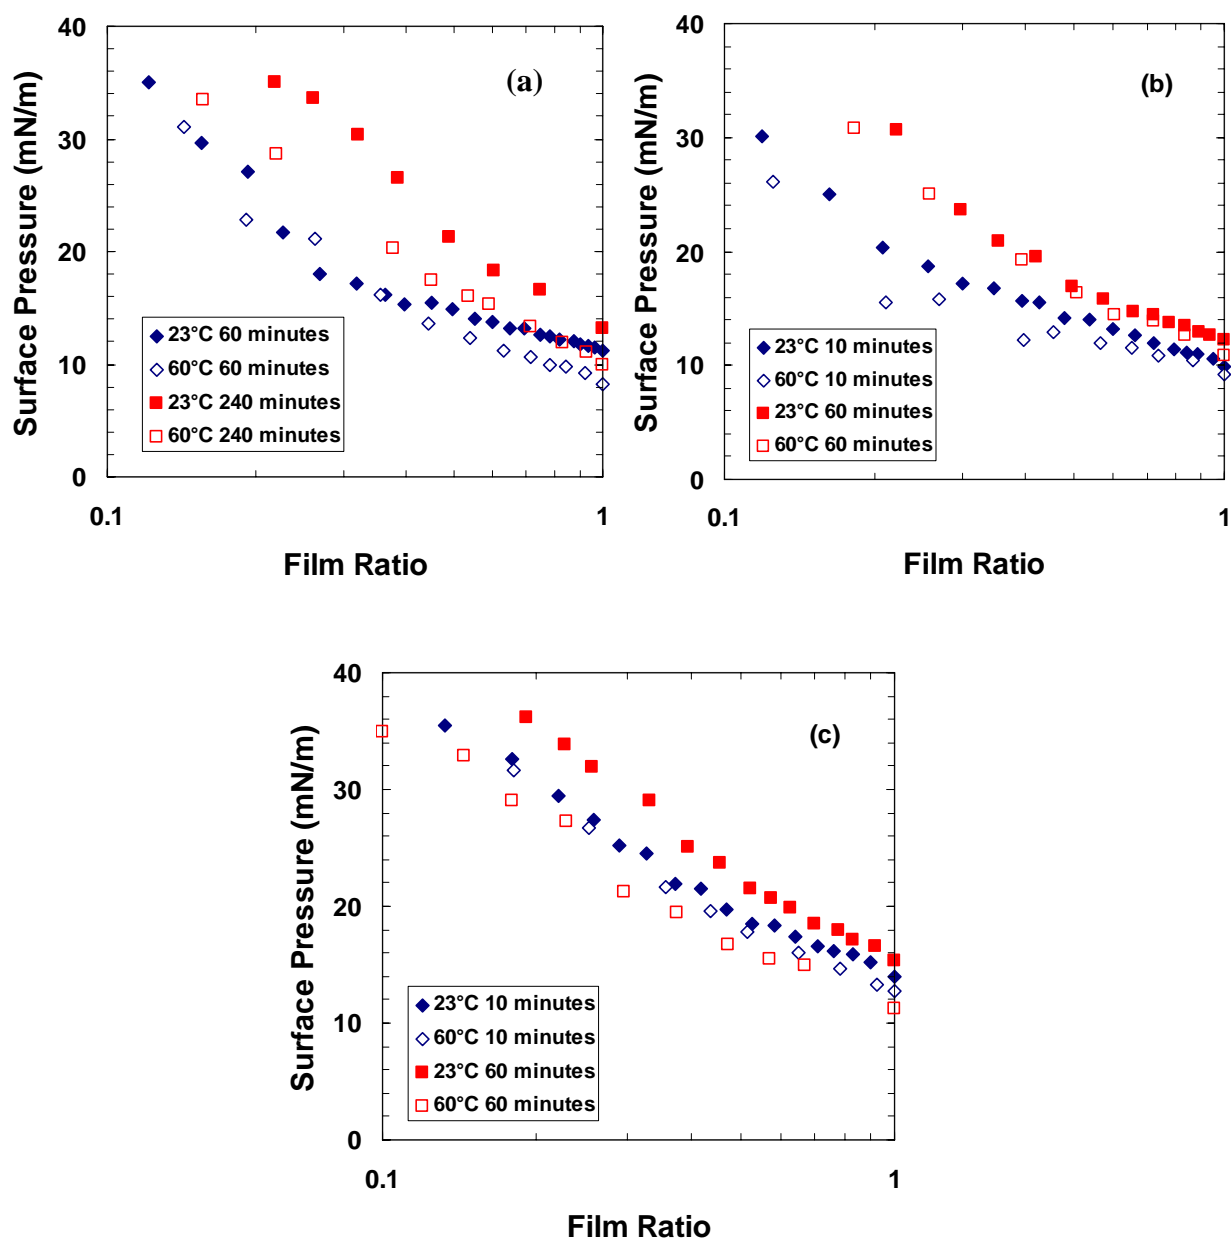 40
30
20
10
0
Surface Pressure (mN/m)
(a)
23°C 60 minutes
60°C 60 minutes
23°C 240 minutes
60°C 240 minutes
0.1
1
Film Ratio
40
30
20
10
0
Surface Pressure (mN/m)
(b)
23°C 10 minutes
60°C 10 minutes
23°C 60 minutes
60°C 60 minutes
0.1
1
Film Ratio
40
30
20
10
0
Surface Pressure (mN/m)
(c)
23°C 10 minutes
60°C 10 minutes
23°C 60 minutes
60°C 60 minutes
0.1
1
Film Ratio